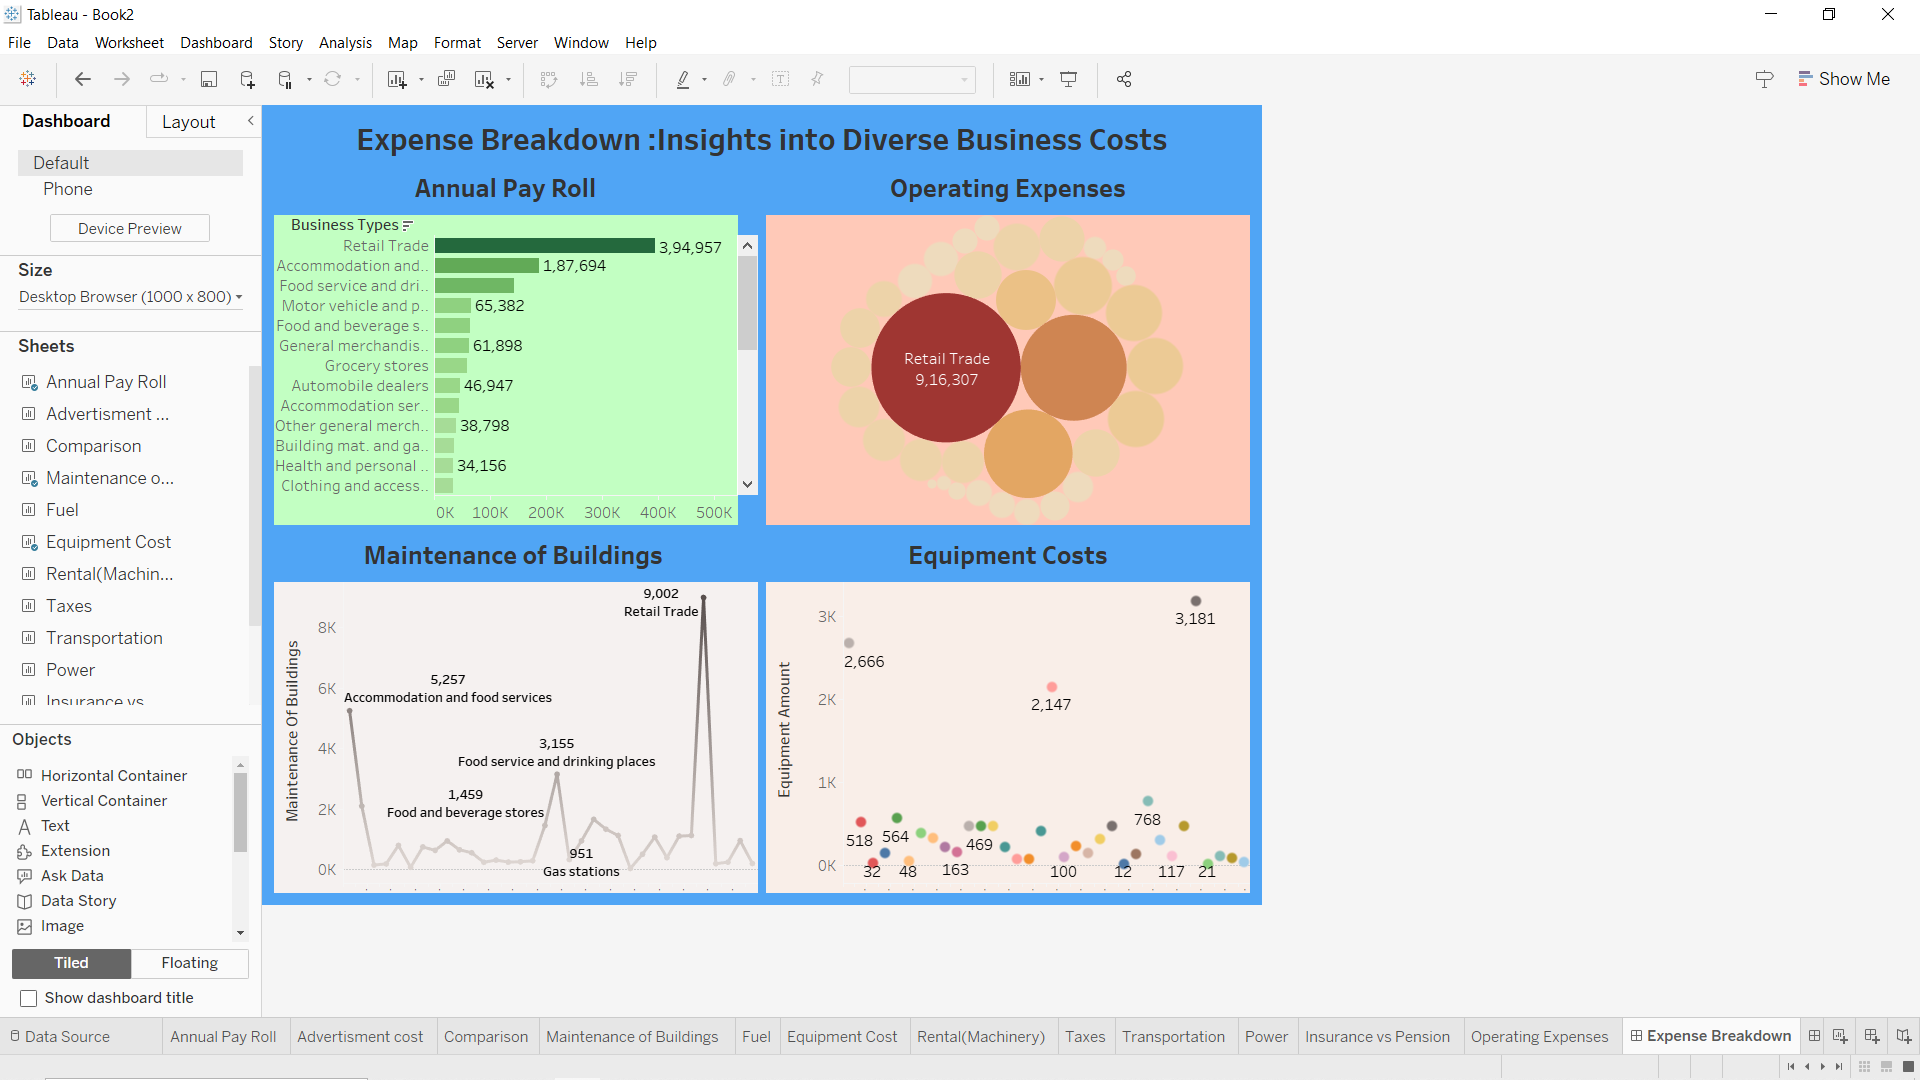 Tableau - Book2
File Data Worksheet Dashboard Story Analysis Map Format Server Window Help
Show Me
Dashboard Layout
Default
Phone
Device Preview
Size
Desktop Browser (1000 x 800)
Sheets
Annual Pay Roll
Advertisment ...
Comparison
Maintenance o...
Fuel
Equipment Cost
Rental(Machin...
Taxes
Transportation
Power
Insurance vs
Objects
Horizontal Container
Vertical Container
Text
Extension
Ask Data
Data Story
Image
Tiled Floating
Show dashboard title
Expense Breakdown :Insights into Diverse Business Costs
Annual Pay Roll
Business Types
Retail Trade 3,94,957
Accommodation and.. 1,87,694
Food service and dri..
Motor vehicle and p.. 65,382
Food and beverage s..
General merchandis.. 61,898
Grocery stores
Automobile dealers 46,947
Accommodation ser..
Other general merch.. 38,798
Building mat. and ga..
Health and personal .. 34,156
Clothing and access..
0K 100K 200K 300K 400K 500K
Operating Expenses
Retail Trade
9,16,307
Maintenance of Buildings
Maintenance Of Buildings
8K
6K
4K
2K
0K
9,002
Retail Trade
5,257
Accommodation and food services
3,155
Food service and drinking places
1,459
Food and beverage stores
951
Gas stations
Equipment Costs
Equipment Amount
3K
2K
1K
0K
3,181
2,666
2,147
768
518 564 469
32 48 163 100 12 117 21
Data Source Annual Pay Roll Advertisment cost Comparison Maintenance of Buildings Fuel Equipment Cost Rental(Machinery) Taxes Transportation Power Insurance vs Pension Operating Expenses Expense Breakdown